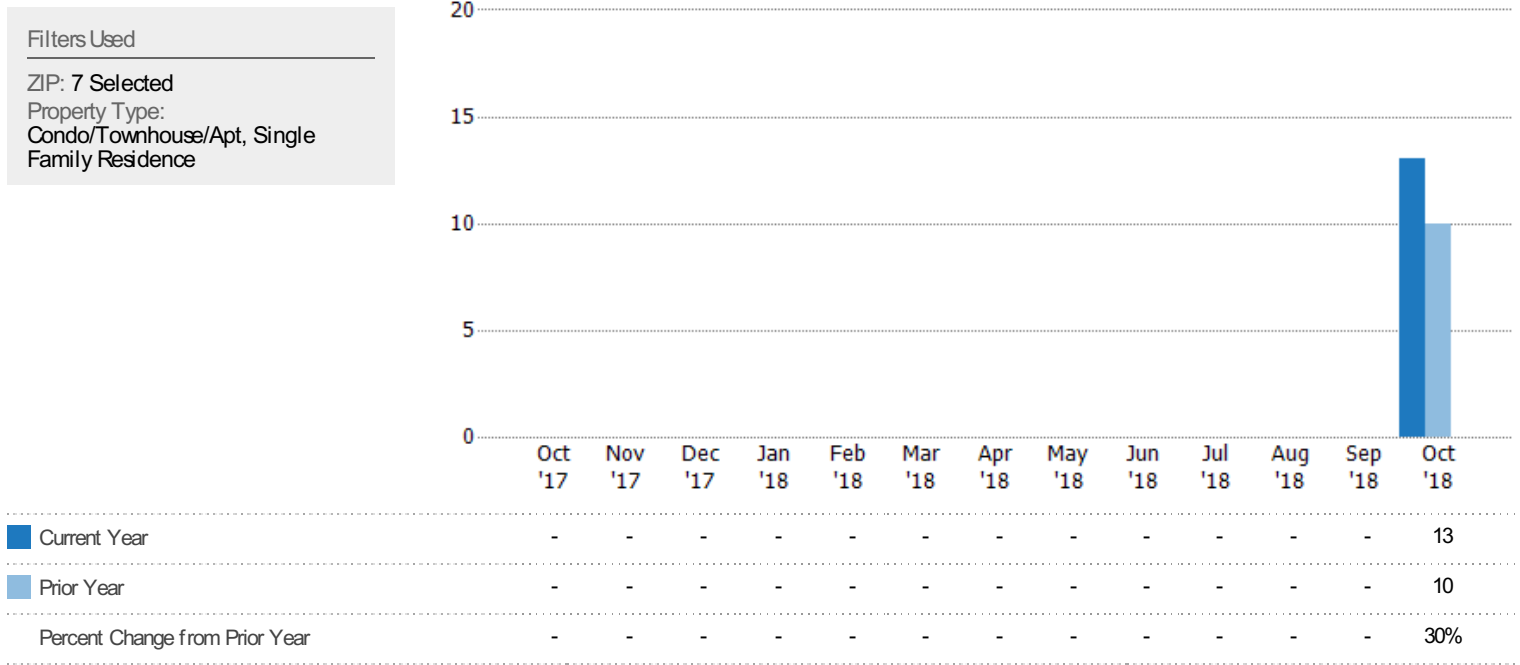 Filters Used
ZIP: 7 Selected
Property Type:
Condo/Townhouse/Apt, Single
Family Residence
20
15
10
5
0
Oct Nov Dec Jan Feb Mar Apr May Jun Jul Aug Sep Oct
'17 '17 '17 '18 '18 '18 '18 '18 '18 '18 '18 '18 '18
Current Year - - - - - - - - - - - - 13
Prior Year - - - - - - - - - - - - 10
Percent Change from Prior Year - - - - - - - - - - - - 30%